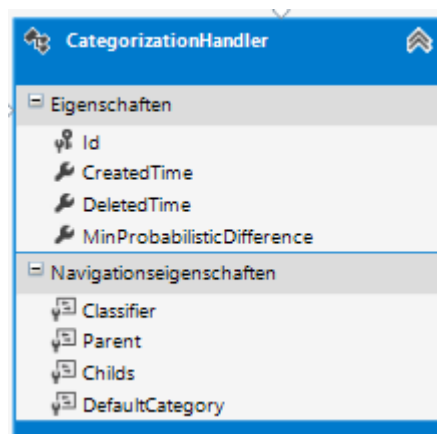 CategorizationHandler
Eigenschaften
Id
CreatedTime
DeletedTime
MinProbabilisticDifference
Navigationseigenschaften
Classifier
Parent
Childs
DefaultCategory